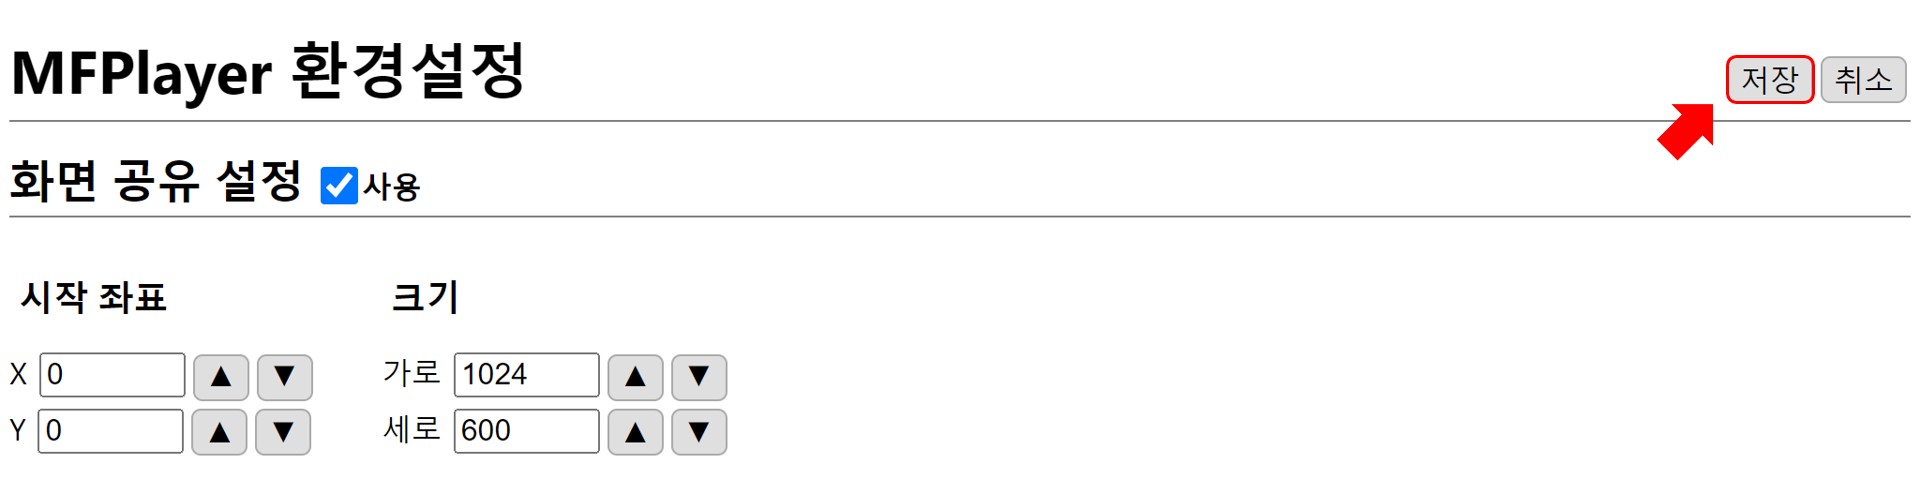 MFPlayer 환경설정 저장 취소
화면 공유 설정 사용
시작 좌표 크기
X 0 ▲ ▼ 가로 1024 ▲ ▼
Y 0 ▲ ▼ 세로 600 ▲ ▼